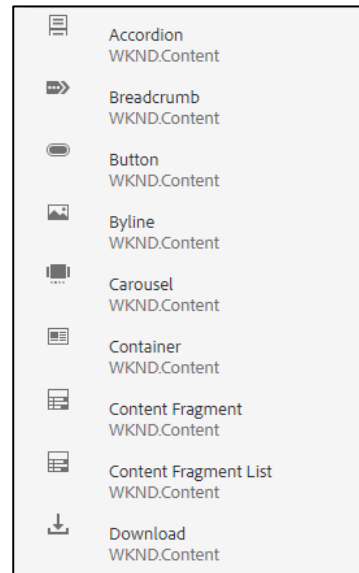 Accordion
WKND.Content
Breadcrumb
WKND.Content
Button
WKND.Content
Byline
WKND.Content
Carousel
WKND.Content
Container
WKND.Content
Content Fragment
WKND.Content
Content Fragment List
WKND.Content
Download
WKND.Content